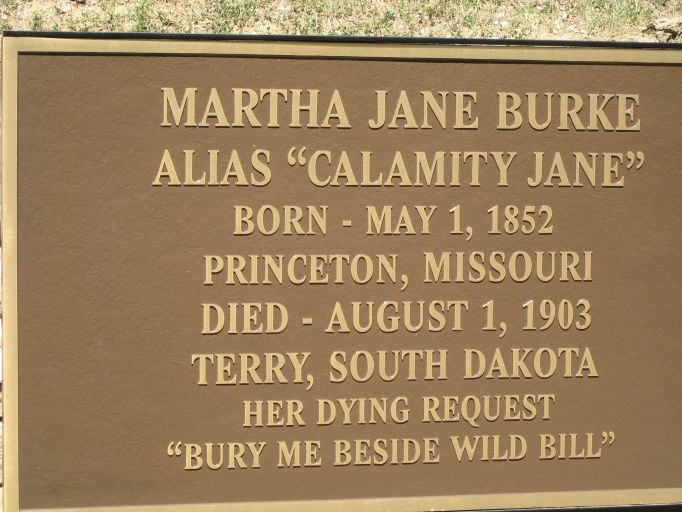 MARTHA JANE BURKE
ALIAS “CALAMITY JANE”
BORN - MAY 1, 1852
PRINCETON, MISSOURI
DIED - AUGUST 1, 1903
TERRY, SOUTH DAKOTA
HER DYING REQUEST
“BURY ME BESIDE WILD BILL”